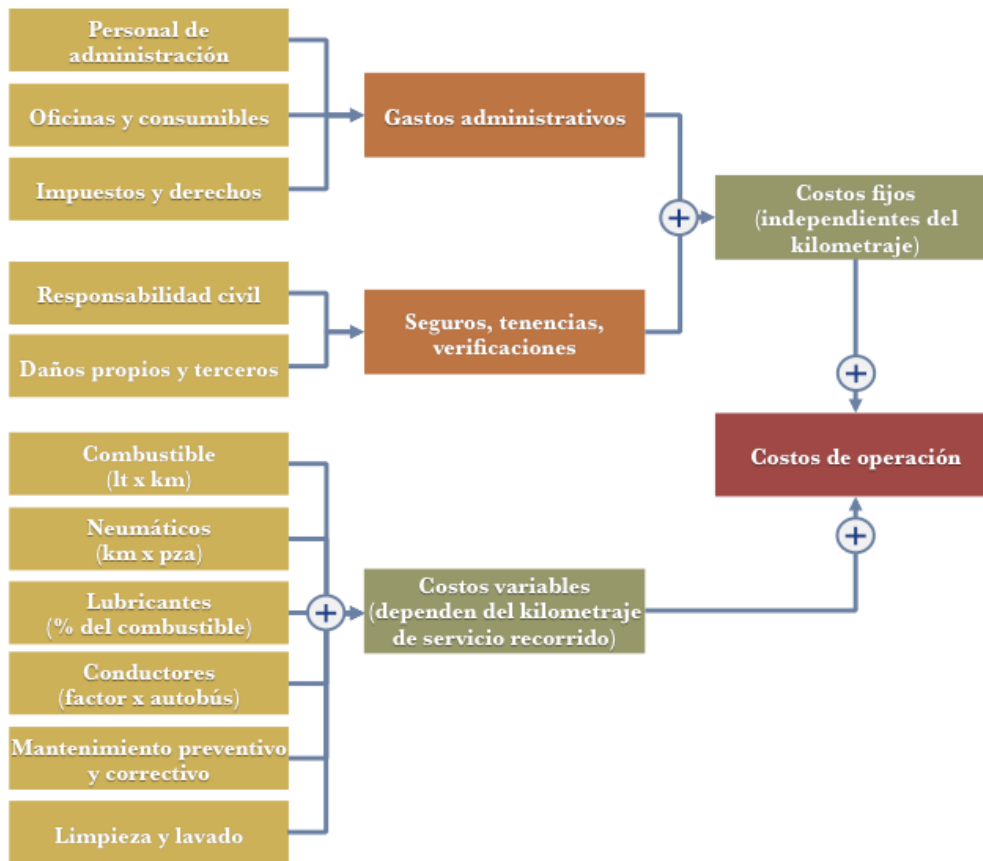 Personal de
administración
Oficinas y consumibles
Impuestos y derechos
Gastos administrativos
Costos fijos
(independientes del
kilometraje)
Responsabilidad civil
Daños propios y terceros
Seguros, tenencias,
verificaciones
Costos de operación
Combustible
(lt x km)
Neumáticos
(km x pza)
Lubricantes
(% del combustible)
Conductores
(factor x autobús)
Mantenimiento preventivo
y correctivo
Limpieza y lavado
Costos variables
(dependen del kilometraje
de servicio recorrido)